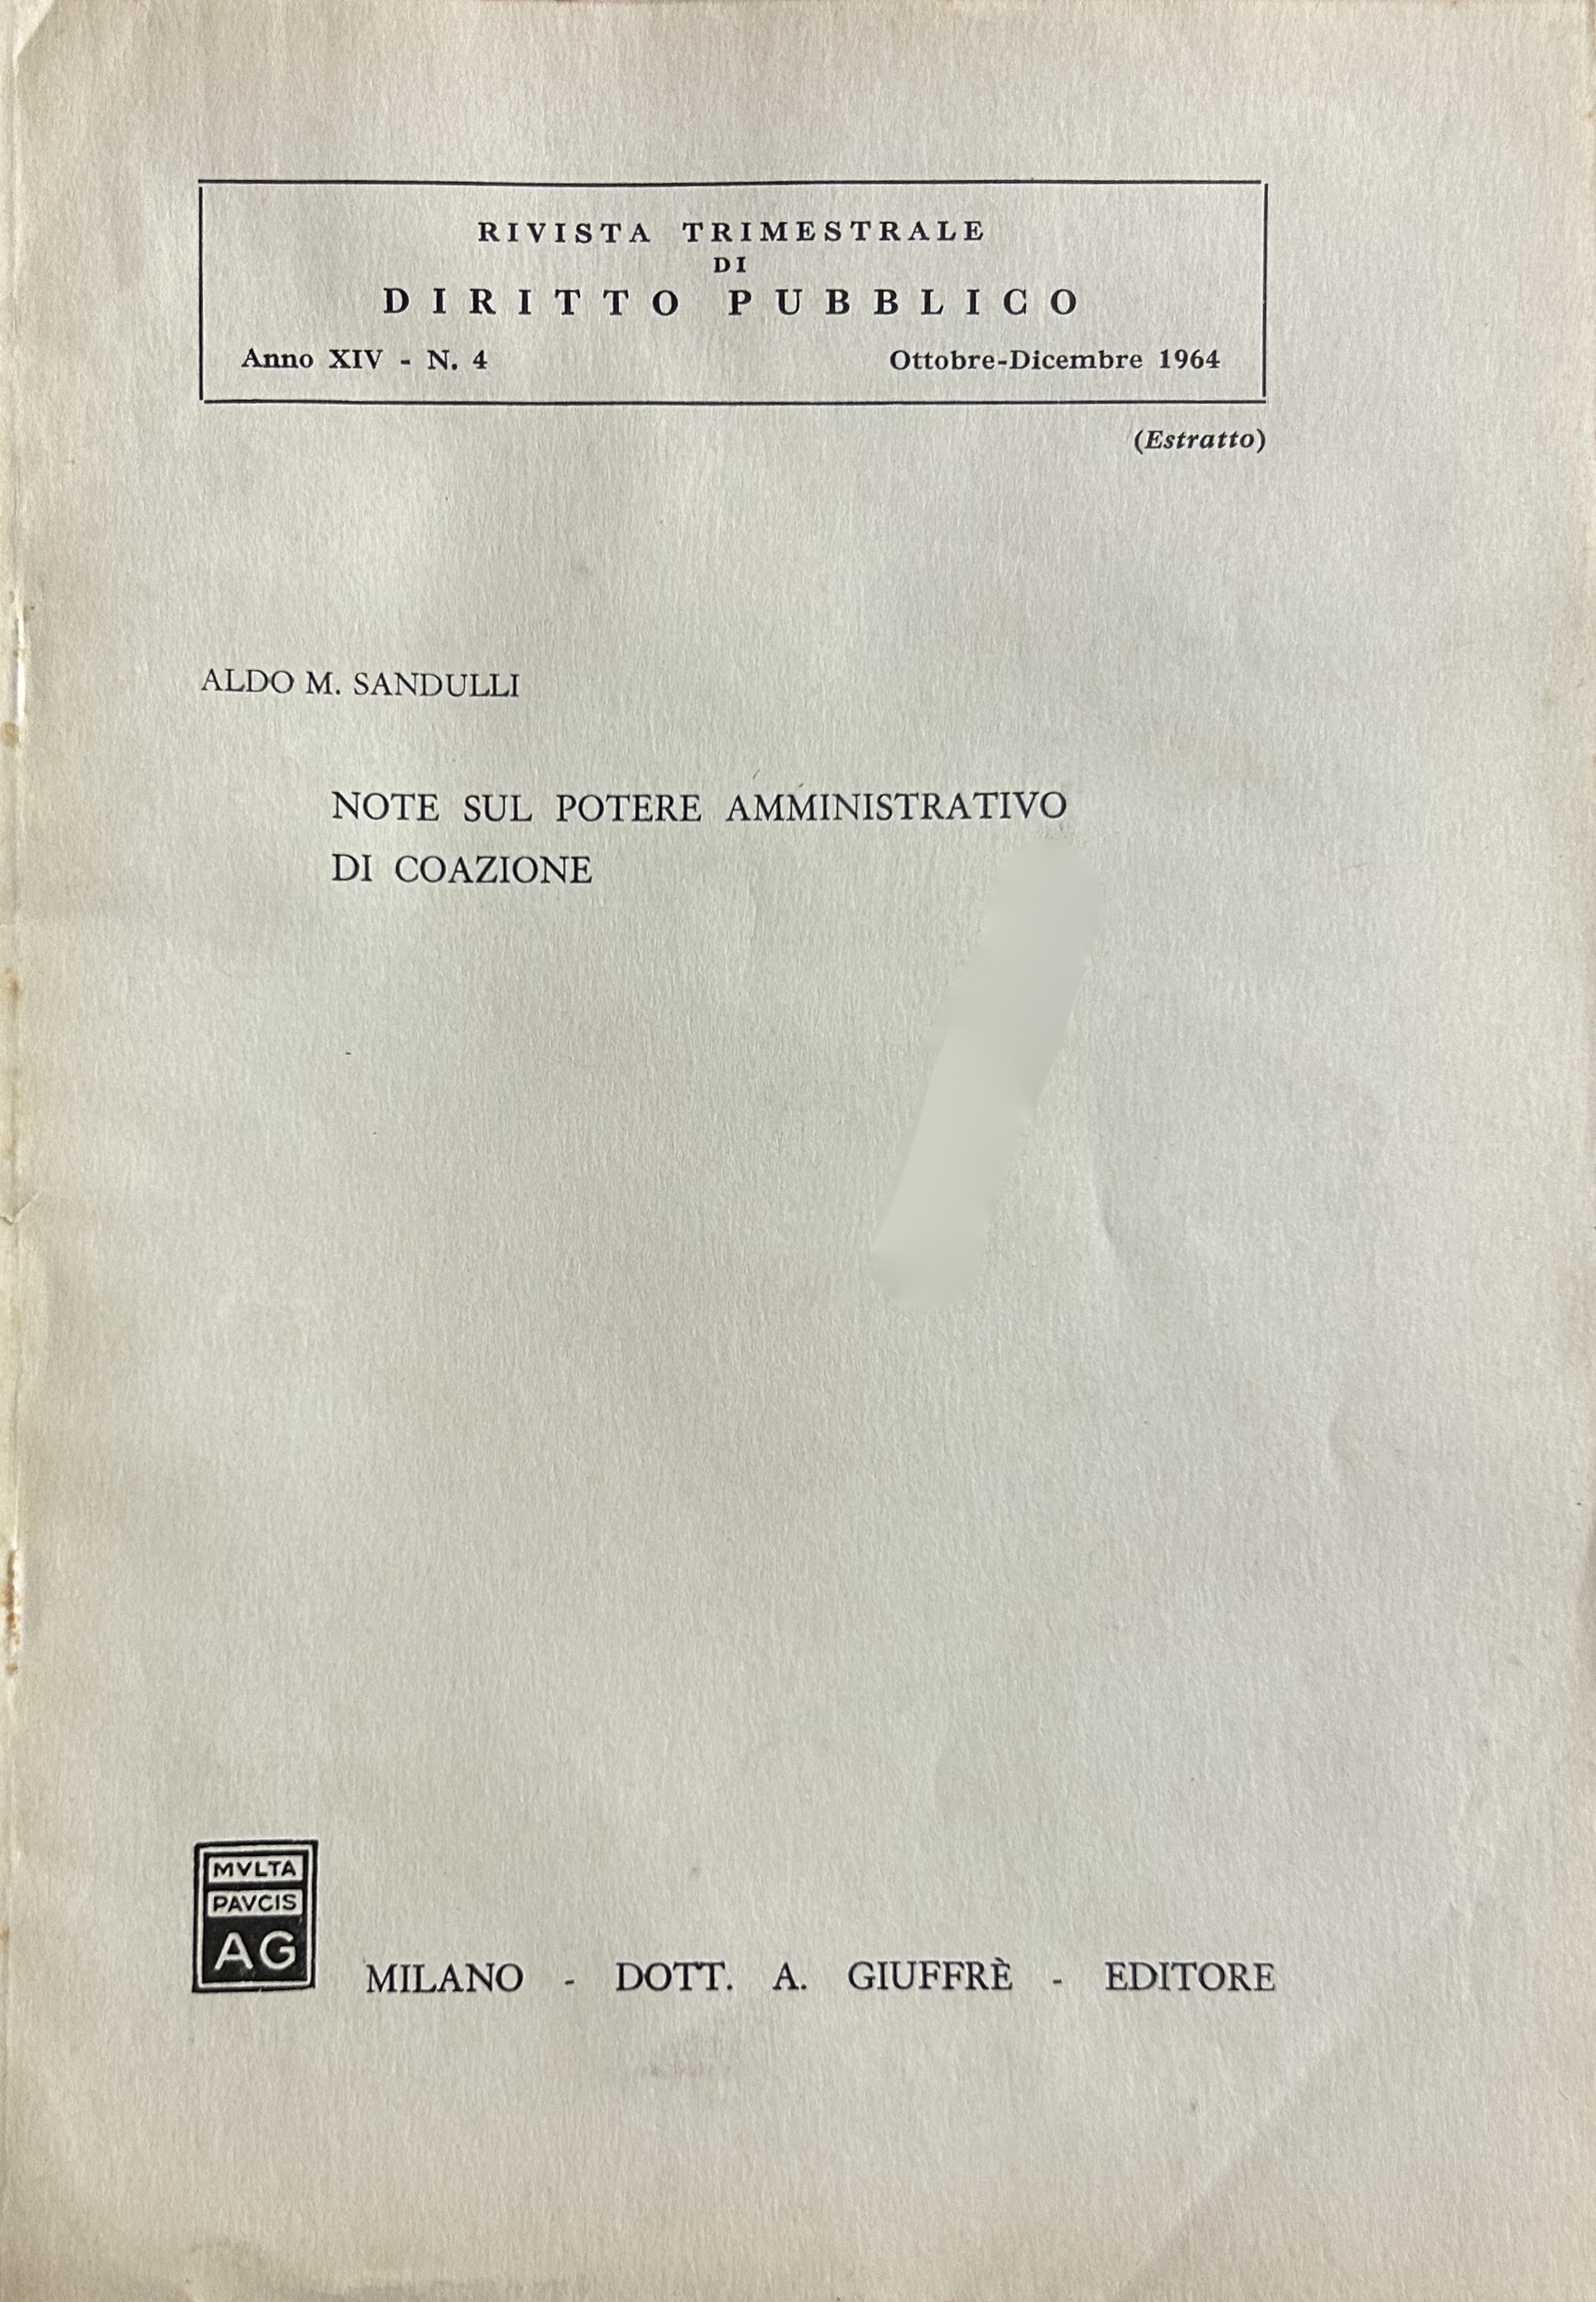 RIVISTA TRIMESTRALE
DI
DIRITTO PUBBLICO
Anno XIV - N. 4 Ottobre-Dicembre 1964
(Estratto)
ALDO M. SANDULLI
NOTE SUL POTERE AMMINISTRATIVO
DI COAZIONE
MVLTA
PAVCIS
AG
MILANO - DOTT. A. GIUFFRÈ - EDITORE